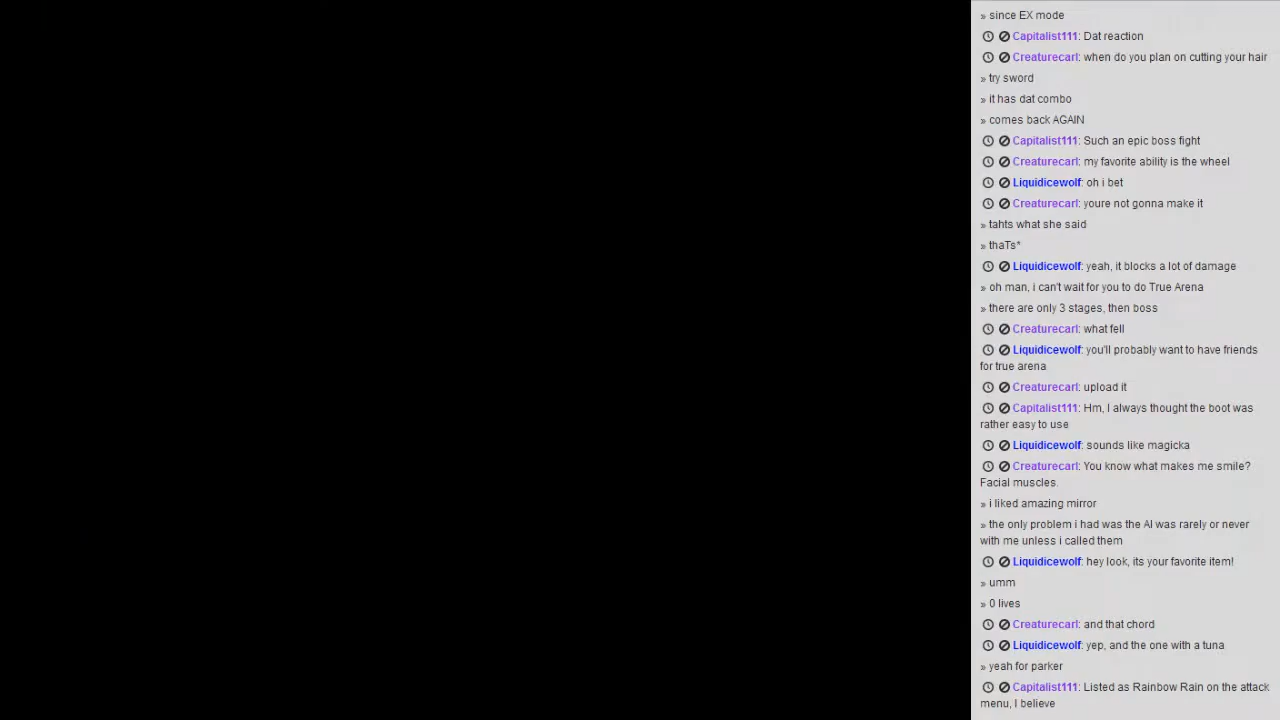 » since EX mode
Capitalist111: Dat reaction
Creaturecarl: when do you plan on cutting your hair
» try sword
» it has dat combo
» comes back AGAIN
Capitalist111: Such an epic boss fight
Creaturecarl: my favorite ability is the wheel
Liquidicewolf: oh i bet
Creaturecarl: youre not gonna make it
» tahts what she said
» thaTs*
Liquidicewolf: yeah, it blocks a lot of damage
» oh man, i can't wait for you to do True Arena
» there are only 3 stages, then boss
Creaturecarl: what fell
Liquidicewolf: you'll probably want to have friends
for true arena
Creaturecarl: upload it
Capitalist111: Hm, I always thought the boot was
rather easy to use
Liquidicewolf: sounds like magicka
Creaturecarl: You know what makes me smile?
Facial muscles.
» i liked amazing mirror
» the only problem i had was the AI was rarely or never
with me unless i called them
Liquidicewolf: hey look, its your favorite item!
» umm
» 0 lives
Creaturecarl: and that chord
Liquidicewolf: yep, and the one with a tuna
» yeah for parker
Capitalist111: Listed as Rainbow Rain on the attack
menu, I believe